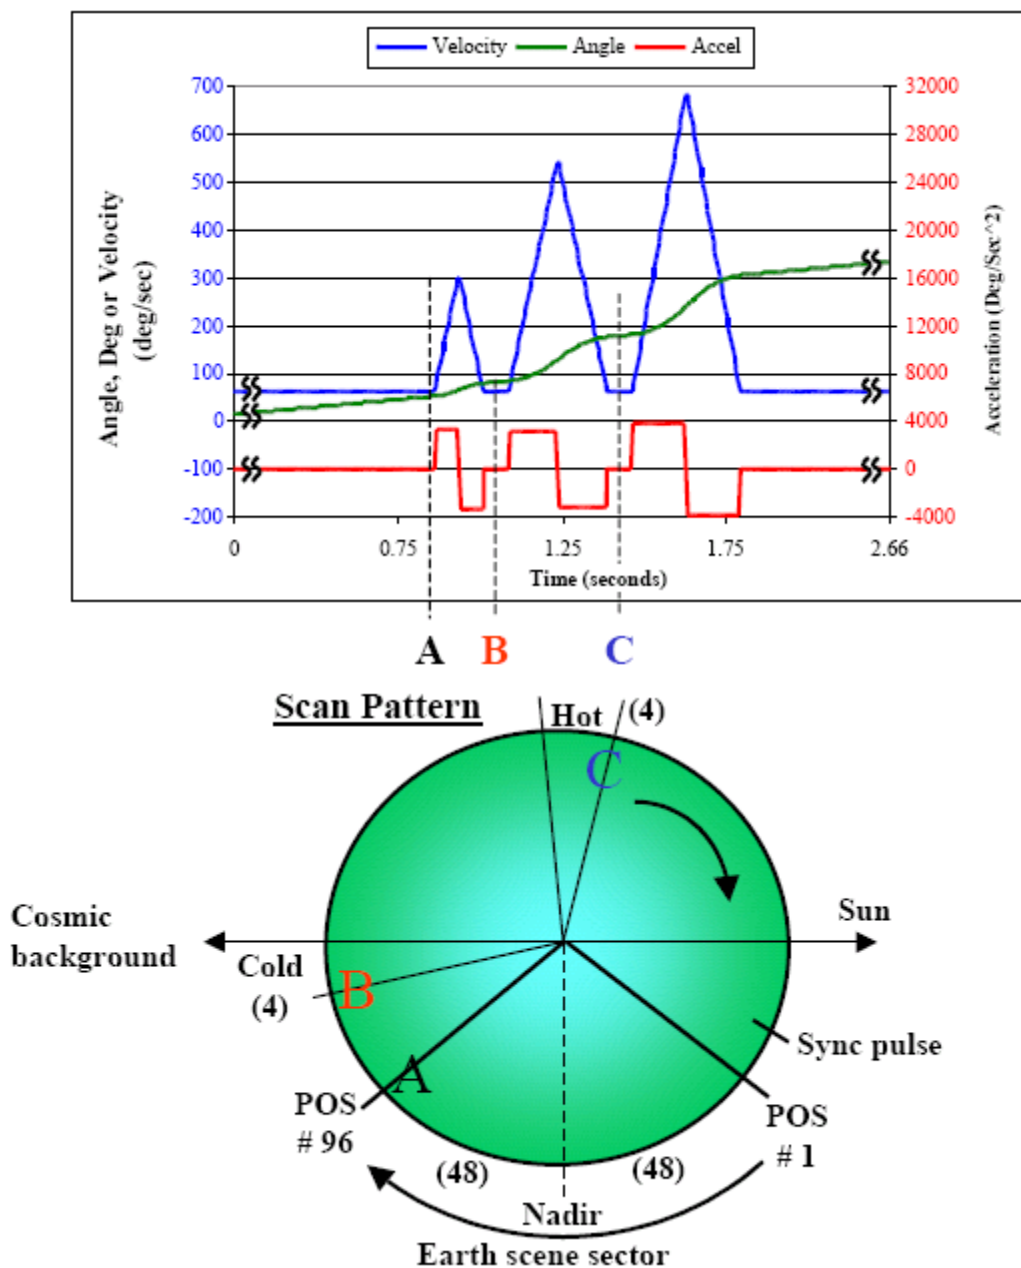 Velocity Angle Accel
Angle, Deg or Velocity
((deg/sec)
700
600
500
400
300
200
100
0
-100
-200
32000
28000
24000
20000
16000
12000
8000
4000
0
-4000
Acceleration (Deg/Sec^2)
0 0.75 1.25 1.75 2.66
Time (seconds)
A B C
Scan Pattern
Hot (4)
C
Cosmic
background
Sun
Cold
(4)
B
Sync pulse
A
POS
# 96
POS
# 1
(48) (48)
Nadir
Earth scene sector